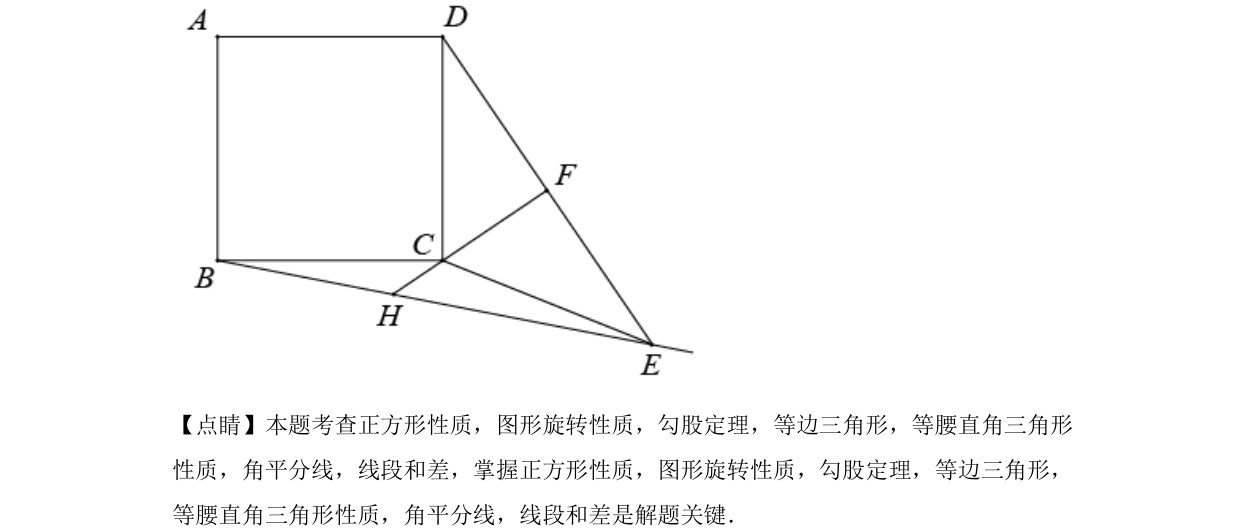 A
D
F
C
B
H
E
【点睛】本题考查正方形性质，图形旋转性质，勾股定理，等边三角形，等腰直角三角形
性质，角平分线，线段和差，掌握正方形性质，图形旋转性质，勾股定理，等边三角形，
等腰直角三角形性质，角平分线，线段和差是解题关键．